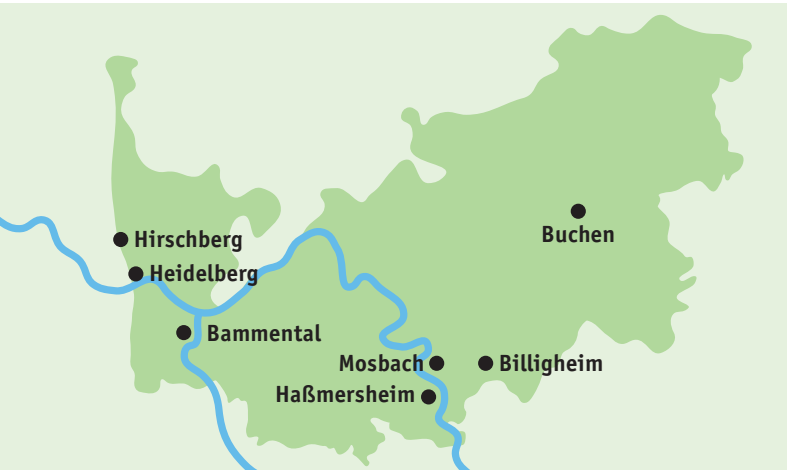 Buchen
Hirschberg
Heidelberg
Bammental
Mosbach
Billigheim
Haßmersheim